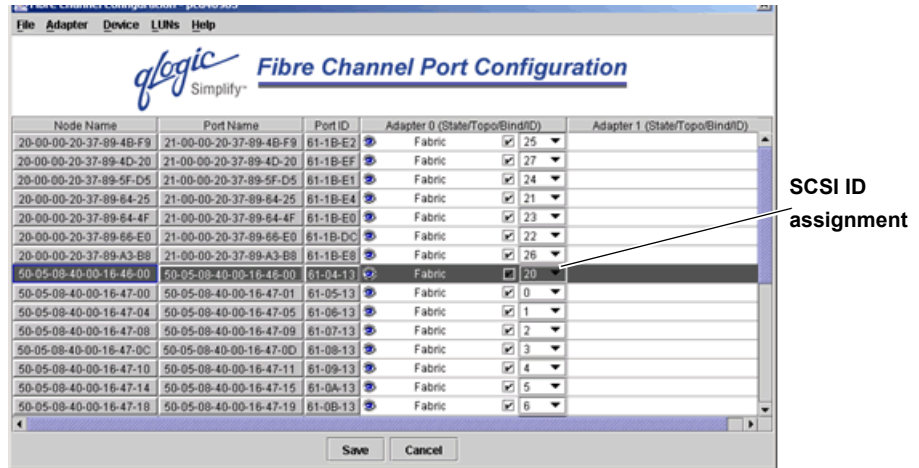 Fibre Channel Configuration - pcd40503
File Adapter Device LUNs Help
qlogic
Simplify™
Fibre Channel Port Configuration
Node Name Port Name Port ID Adapter 0 (State/Topo/Bind/ID) Adapter 1 (State/Topo/Bind/ID)
20-00-00-20-37-89-4B-F9 21-00-00-20-37-89-4B-F9 61-1B-E2 Fabric 25
20-00-00-20-37-89-4D-20 21-00-00-20-37-89-4D-20 61-1B-EF Fabric 27
20-00-00-20-37-89-5F-D5 21-00-00-20-37-89-5F-D5 61-1B-E1 Fabric 24
20-00-00-20-37-89-64-25 21-00-00-20-37-89-64-25 61-1B-E4 Fabric 21
20-00-00-20-37-89-64-4F 21-00-00-20-37-89-64-4F 61-1B-E0 Fabric 23
20-00-00-20-37-89-66-E0 21-00-00-20-37-89-66-E0 61-1B-DC Fabric 22
20-00-00-20-37-89-A3-B8 21-00-00-20-37-89-A3-B8 61-1B-E8 Fabric 26
50-05-08-40-00-16-46-00 50-05-08-40-00-16-46-00 61-04-13 Fabric 20
50-05-08-40-00-16-47-00 50-05-08-40-00-16-47-01 61-05-13 Fabric 0
50-05-08-40-00-16-47-04 50-05-08-40-00-16-47-05 61-06-13 Fabric 1
50-05-08-40-00-16-47-08 50-05-08-40-00-16-47-09 61-07-13 Fabric 2
50-05-08-40-00-16-47-0C 50-05-08-40-00-16-47-0D 61-08-13 Fabric 3
50-05-08-40-00-16-47-10 50-05-08-40-00-16-47-11 61-09-13 Fabric 4
50-05-08-40-00-16-47-14 50-05-08-40-00-16-47-15 61-0A-13 Fabric 5
50-05-08-40-00-16-47-18 50-05-08-40-00-16-47-19 61-0B-13 Fabric 6
Save Cancel
SCSI ID
assignment